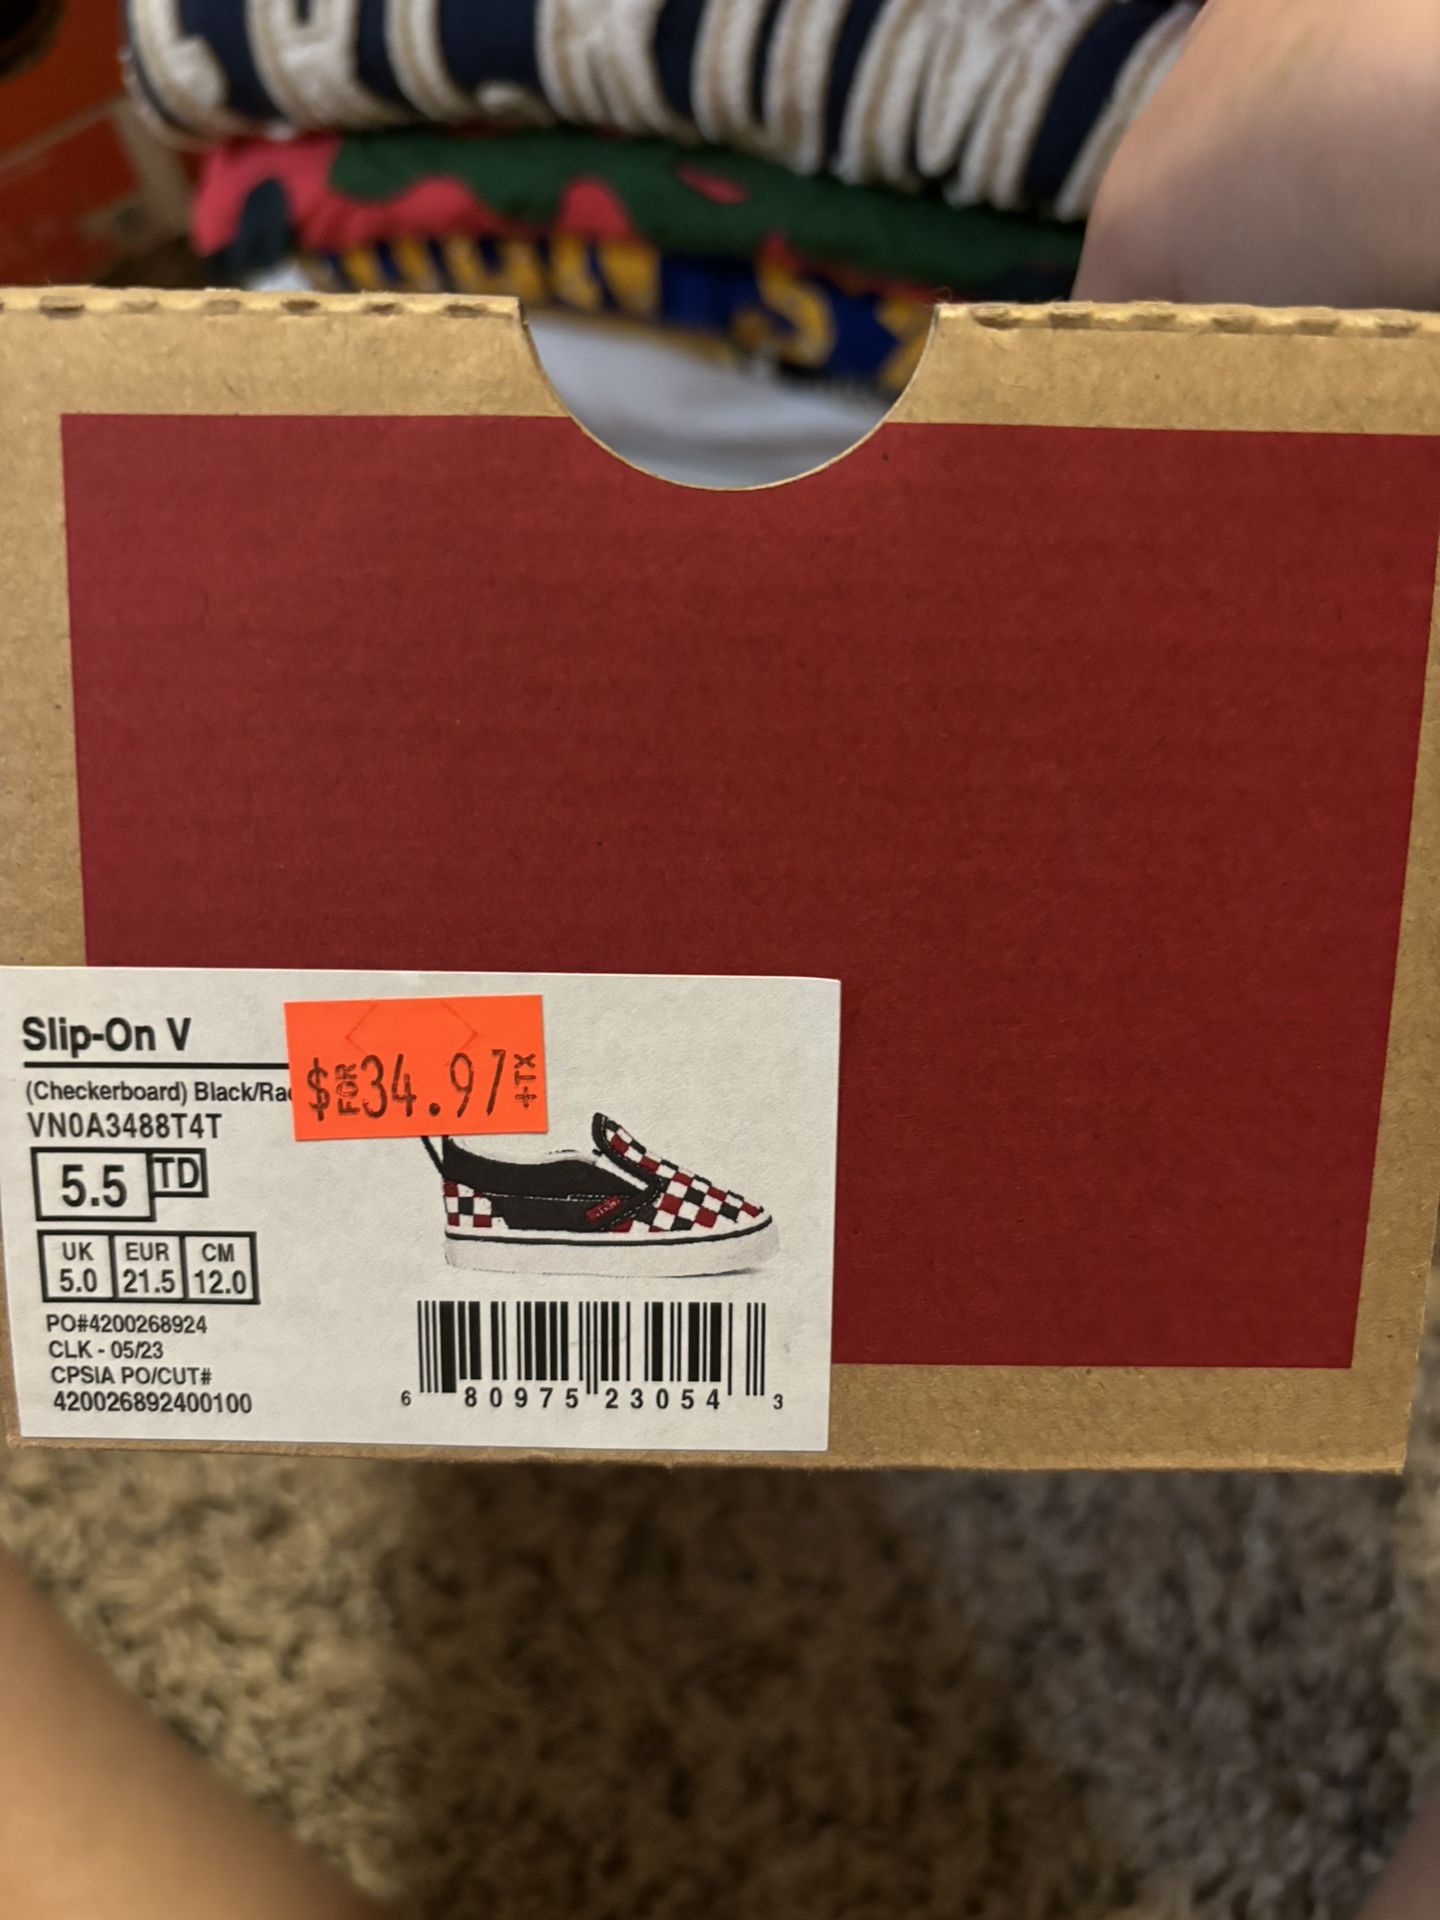 Slip-On V
$ FOR 34.97 +TX
(Checkerboard) Black/Ra
VN0A3488T4T
5.5 TD
UK EUR CM
5.0 21.5 12.0
PO#4200268924
CLK - 05/23
CPSIA PO/CUT#
420026892400100
6 80975 23054 3